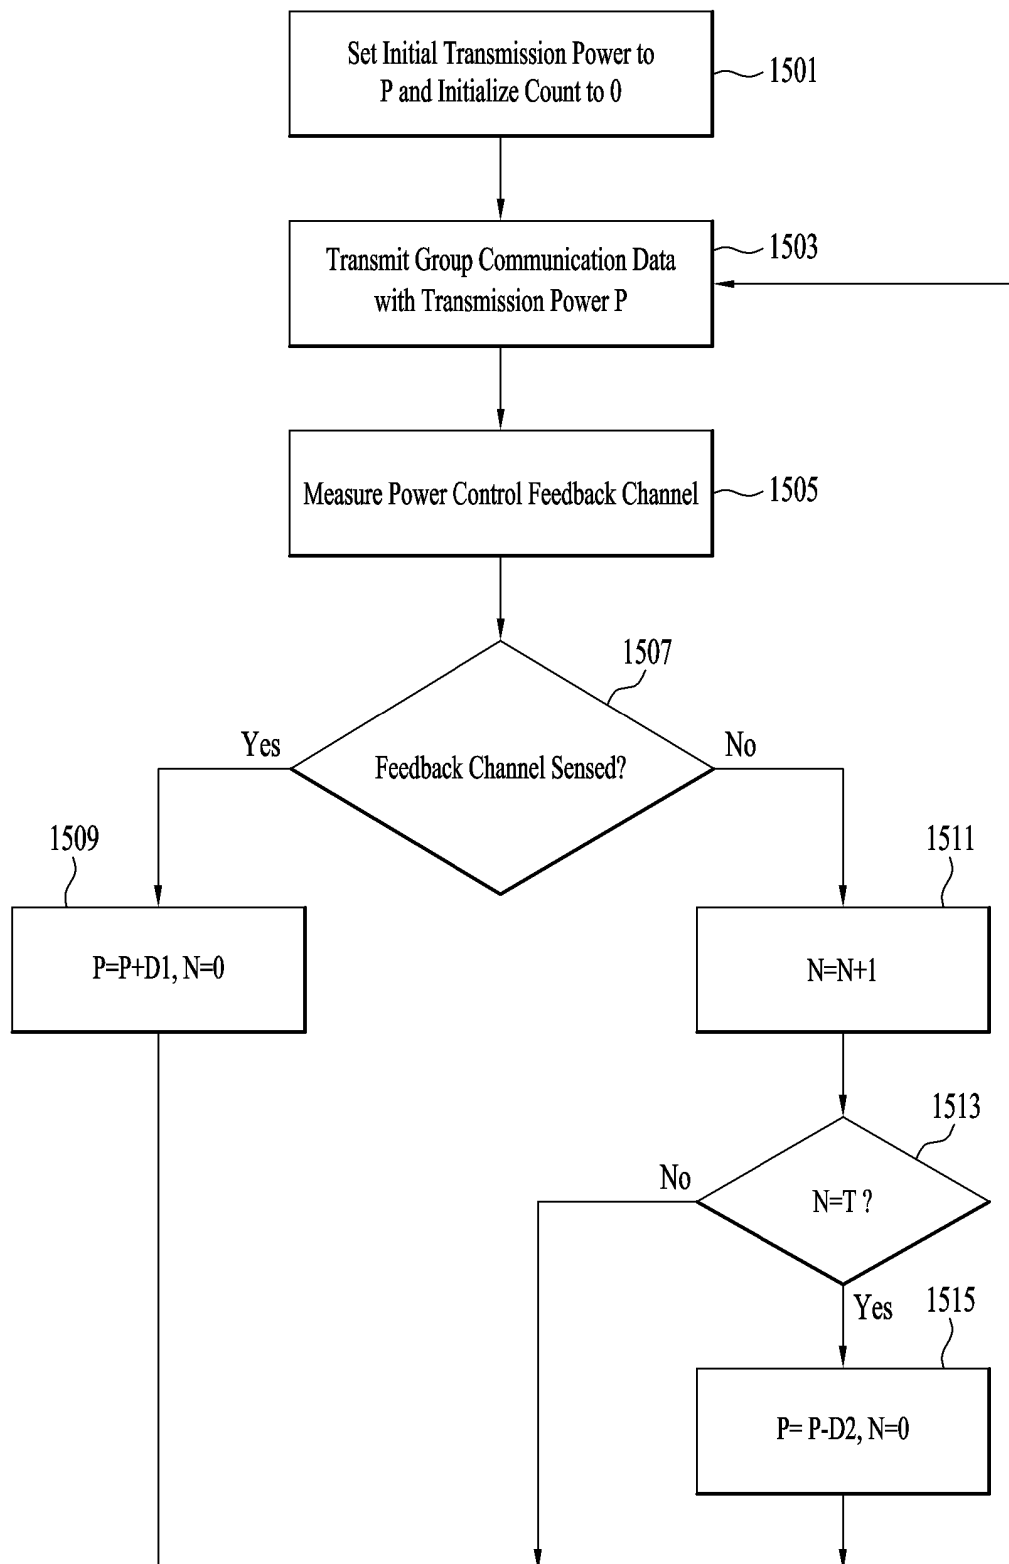 Set Initial Transmission Power to
P and Initialize Count to 0
1501
Transmit Group Communication Data
with Transmission Power P
1503
Measure Power Control Feedback Channel
1505
1507
Feedback Channel Sensed?
Yes
No
1509
P=P+D1, N=0
1511
N=N+1
1513
N=T ?
No
Yes
1515
P= P-D2, N=0